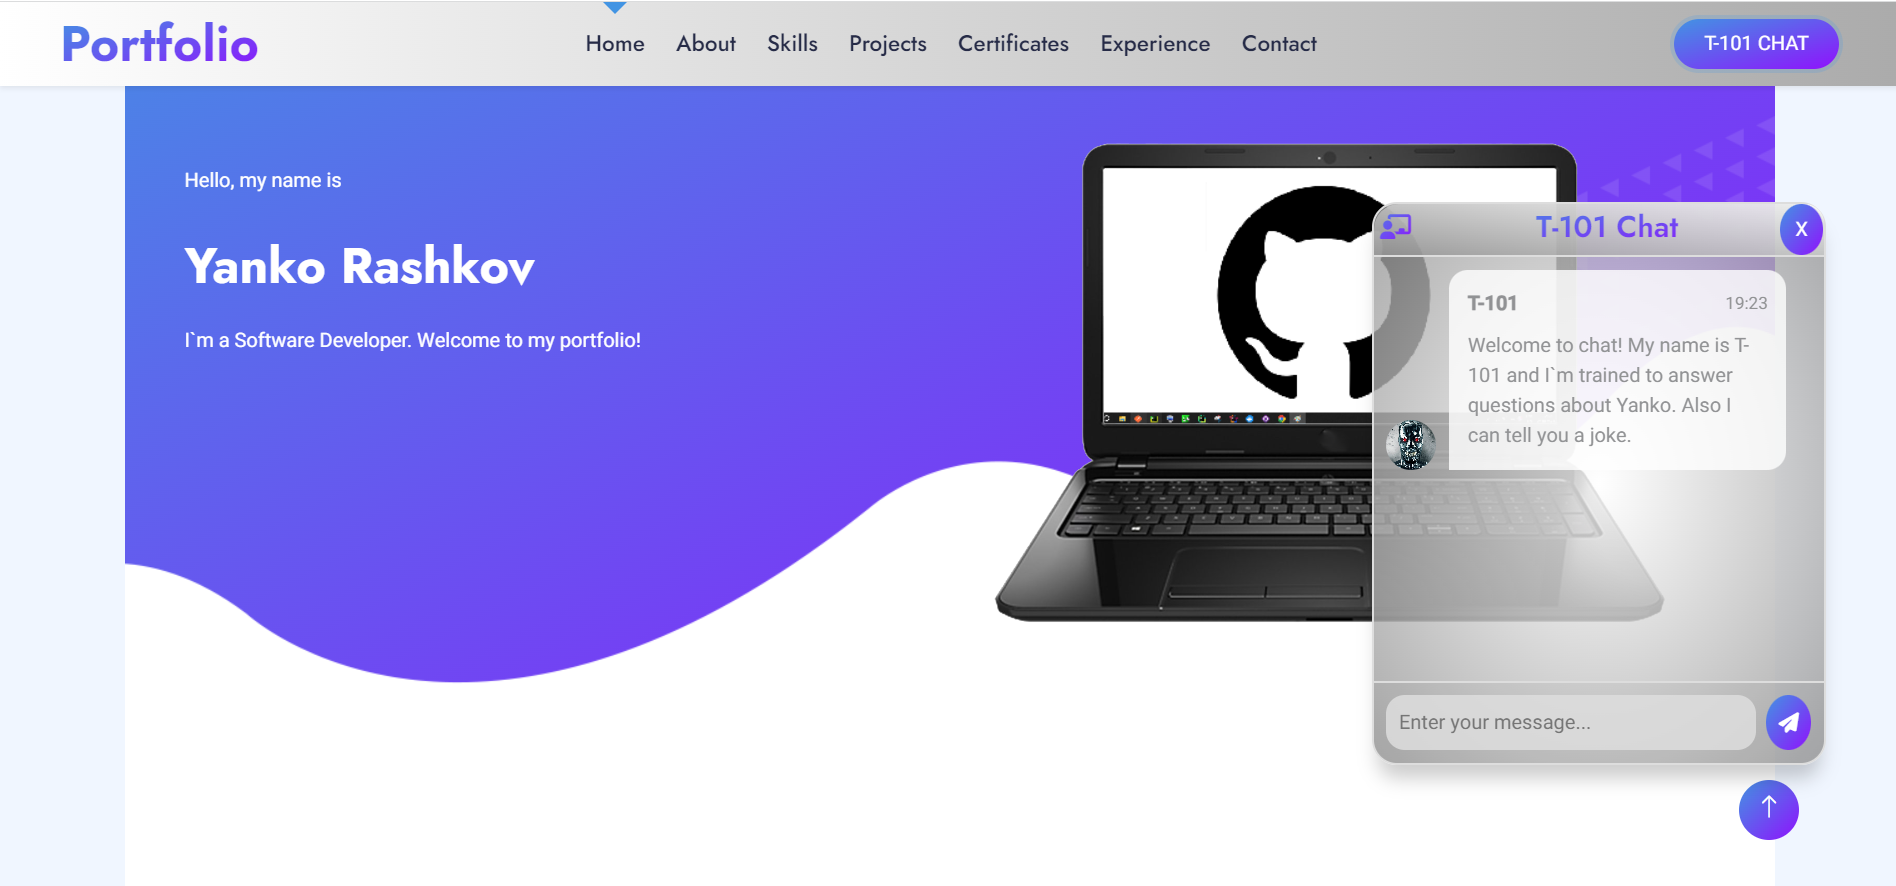 Portfolio
Home About Skills Projects Certificates Experience Contact
T-101 CHAT
Hello, my name is
Yanko Rashkov
I`m a Software Developer. Welcome to my portfolio!
T-101 Chat
X
T-101 19:23
Welcome to chat! My name is T-
101 and I`m trained to answer
questions about Yanko. Also I
can tell you a joke.
Enter your message...